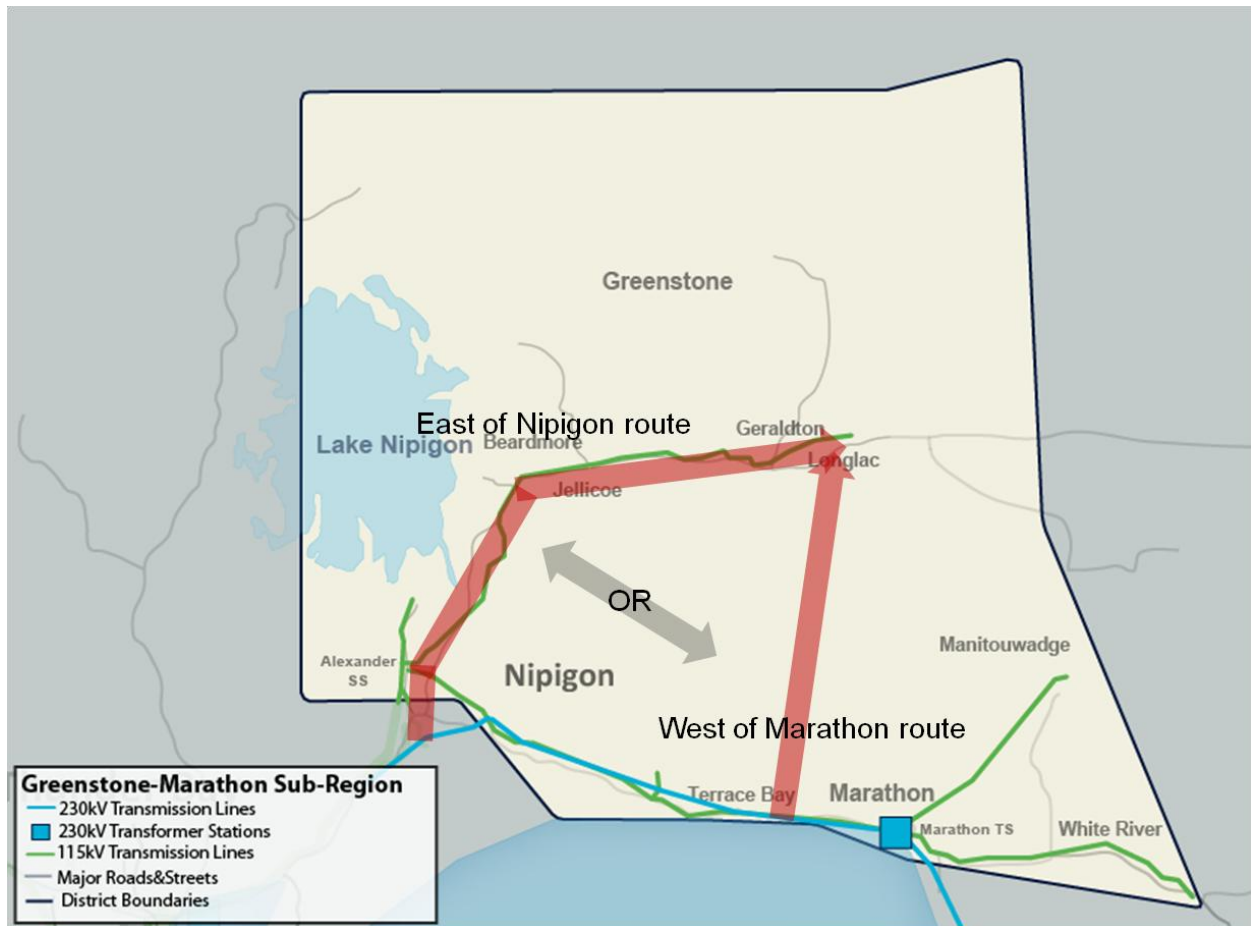 Greenstone
East of Nipigon route
Geraldton
Lake Nipigon
Beardmore
Longlac
Jellicoe
OR
Manitouwadge
Alexander
SS
Nipigon
West of Marathon route
Terrace Bay
Marathon
Marathon TS
White River
Greenstone-Marathon Sub-Region
230kV Transmission Lines
230kV Transformer Stations
115kV Transmission Lines
Major Roads&Streets
District Boundaries